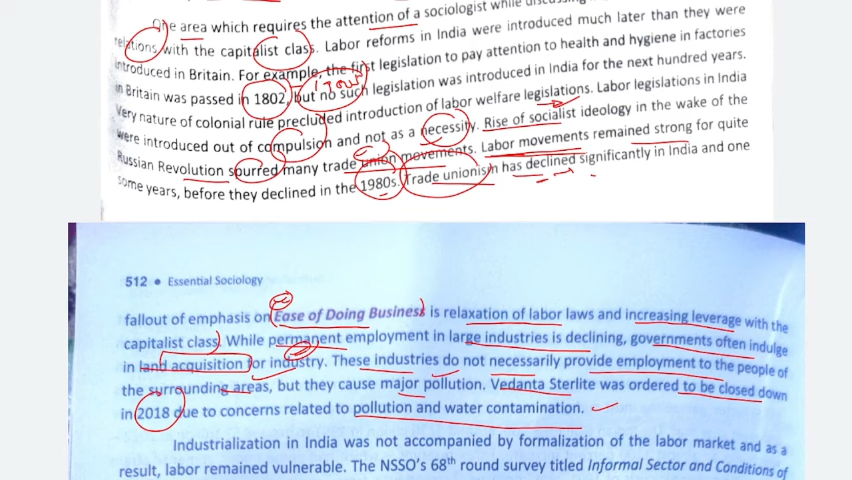 One area which requires the attention of a sociologist while
relations with the capitalist class. Labor reforms in India were introduced much later than they were
introduced in Britain. For example, the first legislation to pay attention to health and hygiene in factories
in Britain was passed in 1802, but no such legislation was introduced in India for the next hundred years.
Very nature of colonial rule precluded introduction of labor welfare legislations. Labor legislations in India
were introduced out of compulsion and not as a necessity. Rise of socialist ideology in the wake of the
Russian Revolution spurred many trade union movements. Labor movements remained strong for quite
some years, before they declined in the 1980s. Trade unionism has declined significantly in India and one
512 • Essential Sociology
fallout of emphasis on Ease of Doing Business is relaxation of labor laws and increasing leverage with the
capitalist class. While permanent employment in large industries is declining, governments often indulge
in land acquisition for industry. These industries do not necessarily provide employment to the people of
the surrounding areas, but they cause major pollution. Vedanta Sterlite was ordered to be closed down
in 2018 due to concerns related to pollution and water contamination.
Industrialization in India was not accompanied by formalization of the labor market and as a
result, labor remained vulnerable. The NSSO's 68th round survey titled Informal Sector and Conditions of